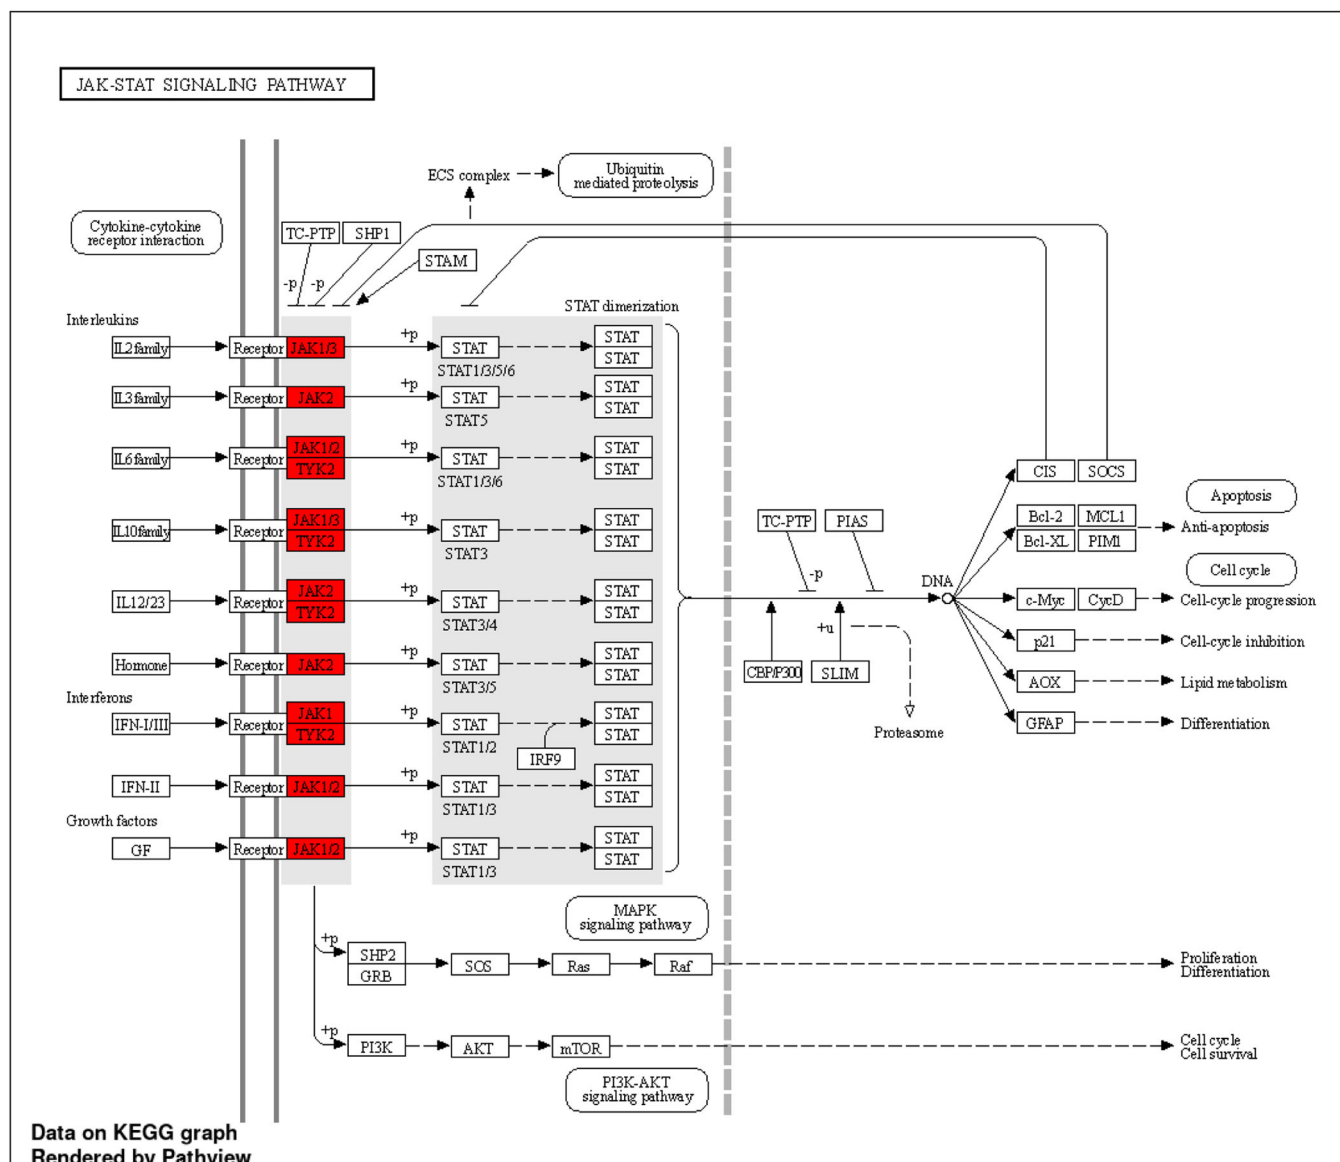 JAK-STAT SIGNALING PATHWAY
ECS complex
Ubiquitin
mediated proteolysis
Cytokine-cytokine
receptor interaction
TC-PTP
SHP1
STAM
-p
-p
STAT dimerization
Interleukins
IL2family
Receptor
JAK1/3
+p
STAT
STAT1/3/5/6
STAT
STAT
IL3family
Receptor
JAK2
+p
STAT
STAT5
STAT
STAT
IL6family
Receptor
JAK1/2
TYK2
+p
STAT
STAT1/3/6
STAT
STAT
IL10family
Receptor
JAK1/3
TYK2
+p
STAT
STAT3
STAT
STAT
IL12/23
Receptor
JAK2
TYK2
+p
STAT
STAT3/4
STAT
STAT
Hormone
Receptor
JAK2
+p
STAT
STAT3/5
STAT
STAT
Interferons
IFN-I/III
Receptor
JAK1
TYK2
+p
STAT
STAT1/2
IRF9
STAT
STAT
IFN-II
Receptor
JAK1/2
+p
STAT
STAT1/3
STAT
STAT
Growth factors
GF
Receptor
JAK1/2
+p
STAT
STAT1/3
STAT
STAT
TC-PTP
PIAS
-p
CBP/P300
+u
SLIM
Proteasome
DNA
CIS
SOCS
Bcl-2
MCL1
Bcl-XL
PIM1
Apoptosis
Anti-apoptosis
Cell cycle
c-Myc
CycD
Cell-cycle progression
p21
Cell-cycle inhibition
AOX
Lipid metabolism
GFAP
Differentiation
MAPK
signaling pathway
+p
SHP2
GRB
SOS
Ras
Raf
Proliferation
Differentiation
+p
PI3K
AKT
mTOR
Cell cycle
Cell survival
PI3K-AKT
signaling pathway
Data on KEGG graph
Rendered by Pathview